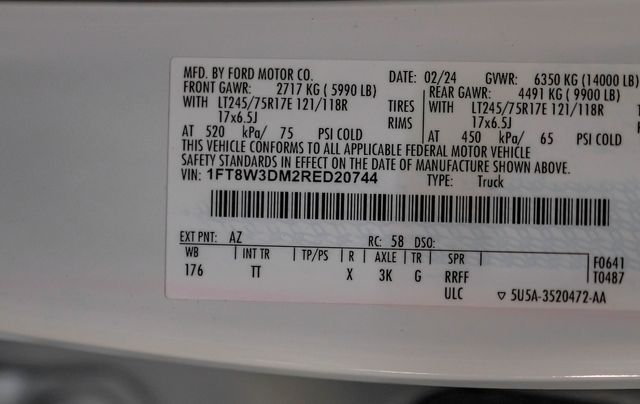 MFD. BY FORD MOTOR CO. DATE: 02/24 GVWR: 6350 KG (14000 LB)
FRONT GAWR: 2717 KG ( 5990 LB) REAR GAWR: 4491 KG ( 9900 LB)
WITH LT245/75R17E 121/118R TIRES WITH LT245/75R17E 121/118R
17x6.5J RIMS 17x6.5J
AT 520 kPa/ 75 PSI COLD AT 450 kPa/ 65 PSI COLD
THIS VEHICLE CONFORMS TO ALL APPLICABLE FEDERAL MOTOR VEHICLE
SAFETY STANDARDS IN EFFECT ON THE DATE OF MANUFACTURE SHOWN ABOVE.
VIN: 1FT8W3DM2RED20744 TYPE: Truck
EXT PNT: AZ RC: 58 DSO:
WB INT TR TP/PS R AXLE TR SPR F0641
176 TT X 3K G RRFF T0487
ULC 5U5A-3520472-AA